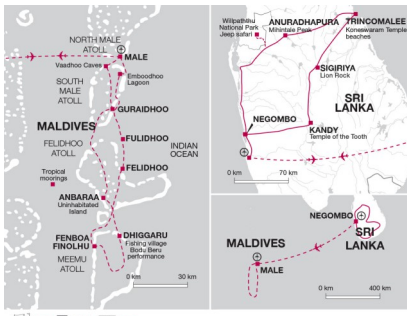 NORTH MALE
ATOLL
MALE
Vaadhoo Caves
Emboodhoo
Lagoon
SOUTH
MALE
ATOLL
GURAIDHOO
MALDIVES
FULIDHOO
FELIDHOO
ATOLL
INDIAN
OCEAN
FELIDHOO
Tropical
moorings
ANBARAA
Uninhabitated
Island
FENBOA
FINOLHU
DHIGGARU
Fishing village
Bodu Beru
performance
MEEMU
ATOLL
0 km 30 km
Willpaththu
National Park
Jeep safari
ANURADHAPURA
Mihintale Peak
TRINCOMALEE
Koneswaram Temple
beaches
SIGIRIYA
Lion Rock
SRI
LANKA
NEGOMBO
KANDY
Temple of the Tooth
0 km 70 km
NEGOMBO
SRI
LANKA
MALDIVES
MALE
0 km 400 km